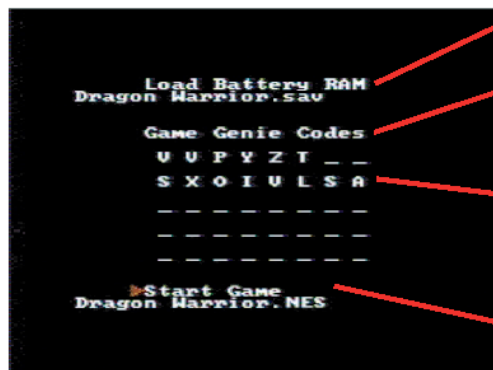 Load Battery RAM
Dragon Warrior.sav
Game Genie Codes
V V P Y Z T _ _
S X O I V L S A
_ _ _ _ _ _ _ _
_ _ _ _ _ _ _ _
_ _ _ _ _ _ _ _
Start Game
Dragon Warrior.NES